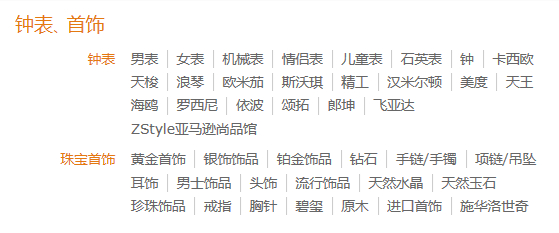 钟表、首饰
钟表 男表 女表 机械表 情侣表 儿童表 石英表 钟 卡西欧
天梭 浪琴 欧米茄 斯沃琪 精工 汉米尔顿 美度 天王
海鸥 罗西尼 依波 颂拓 郎坤 飞亚达
ZStyle亚马逊尚品馆
珠宝首饰 黄金首饰 银饰饰品 铂金饰品 钻石 手链/手镯 项链/吊坠
耳饰 男士饰品 头饰 流行饰品 天然水晶 天然玉石
珍珠饰品 戒指 胸针 碧玺 原木 进口首饰 施华洛世奇